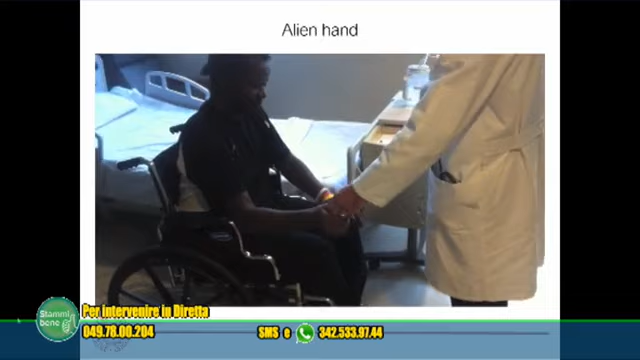 Alien hand
Stammi
bene
Per intervenire in Diretta
049.78.00.204
SMS e 342.533.97.44